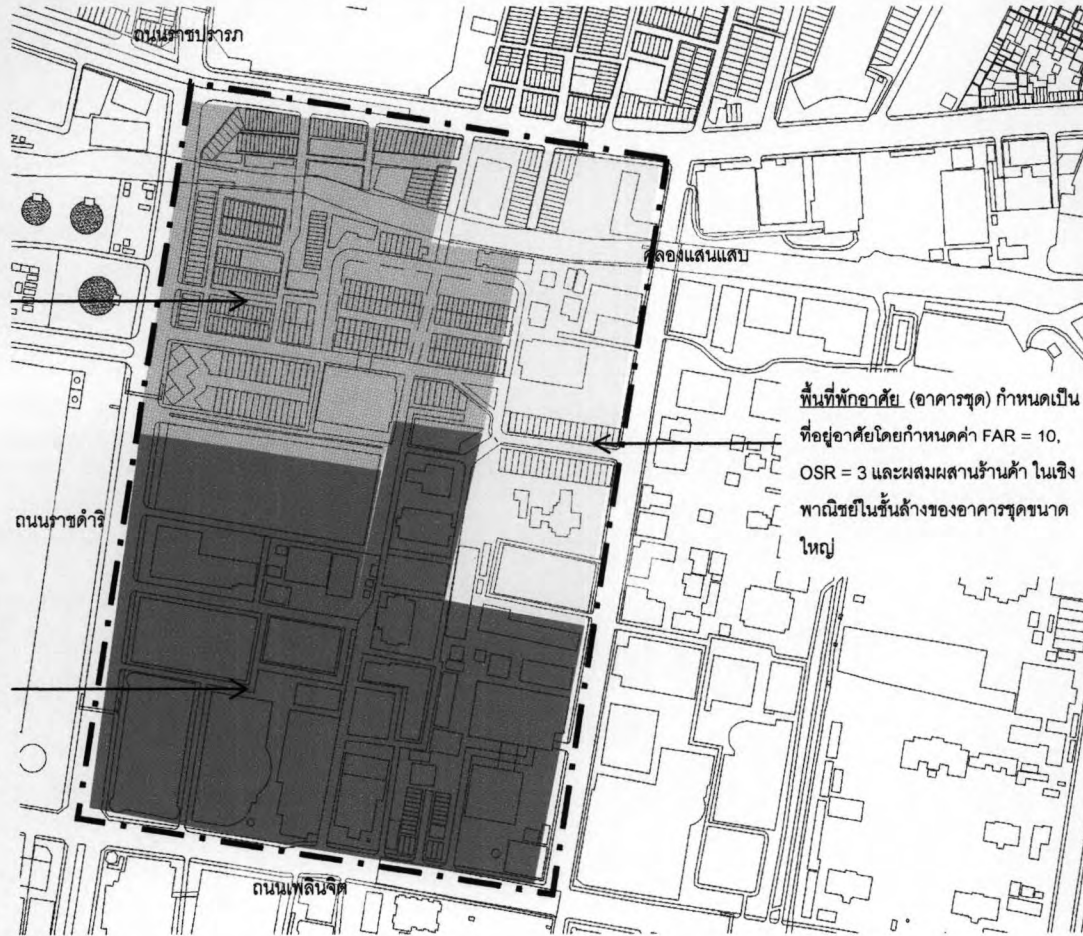 ถนนราชปรารภ
คลองแสนแสบ
พื้นที่พักอาศัย (อาคารชุด) กำหนดเป็น
ที่อยู่อาศัยโดยกำหนดค่า FAR = 10,
OSR = 3 และผสมผสานร้านค้า ในเชิง
พาณิชย์ในชั้นล่างของอาคารชุดขนาด
ใหญ่
ถนนราชดำริ
ถนนเพลินจิต